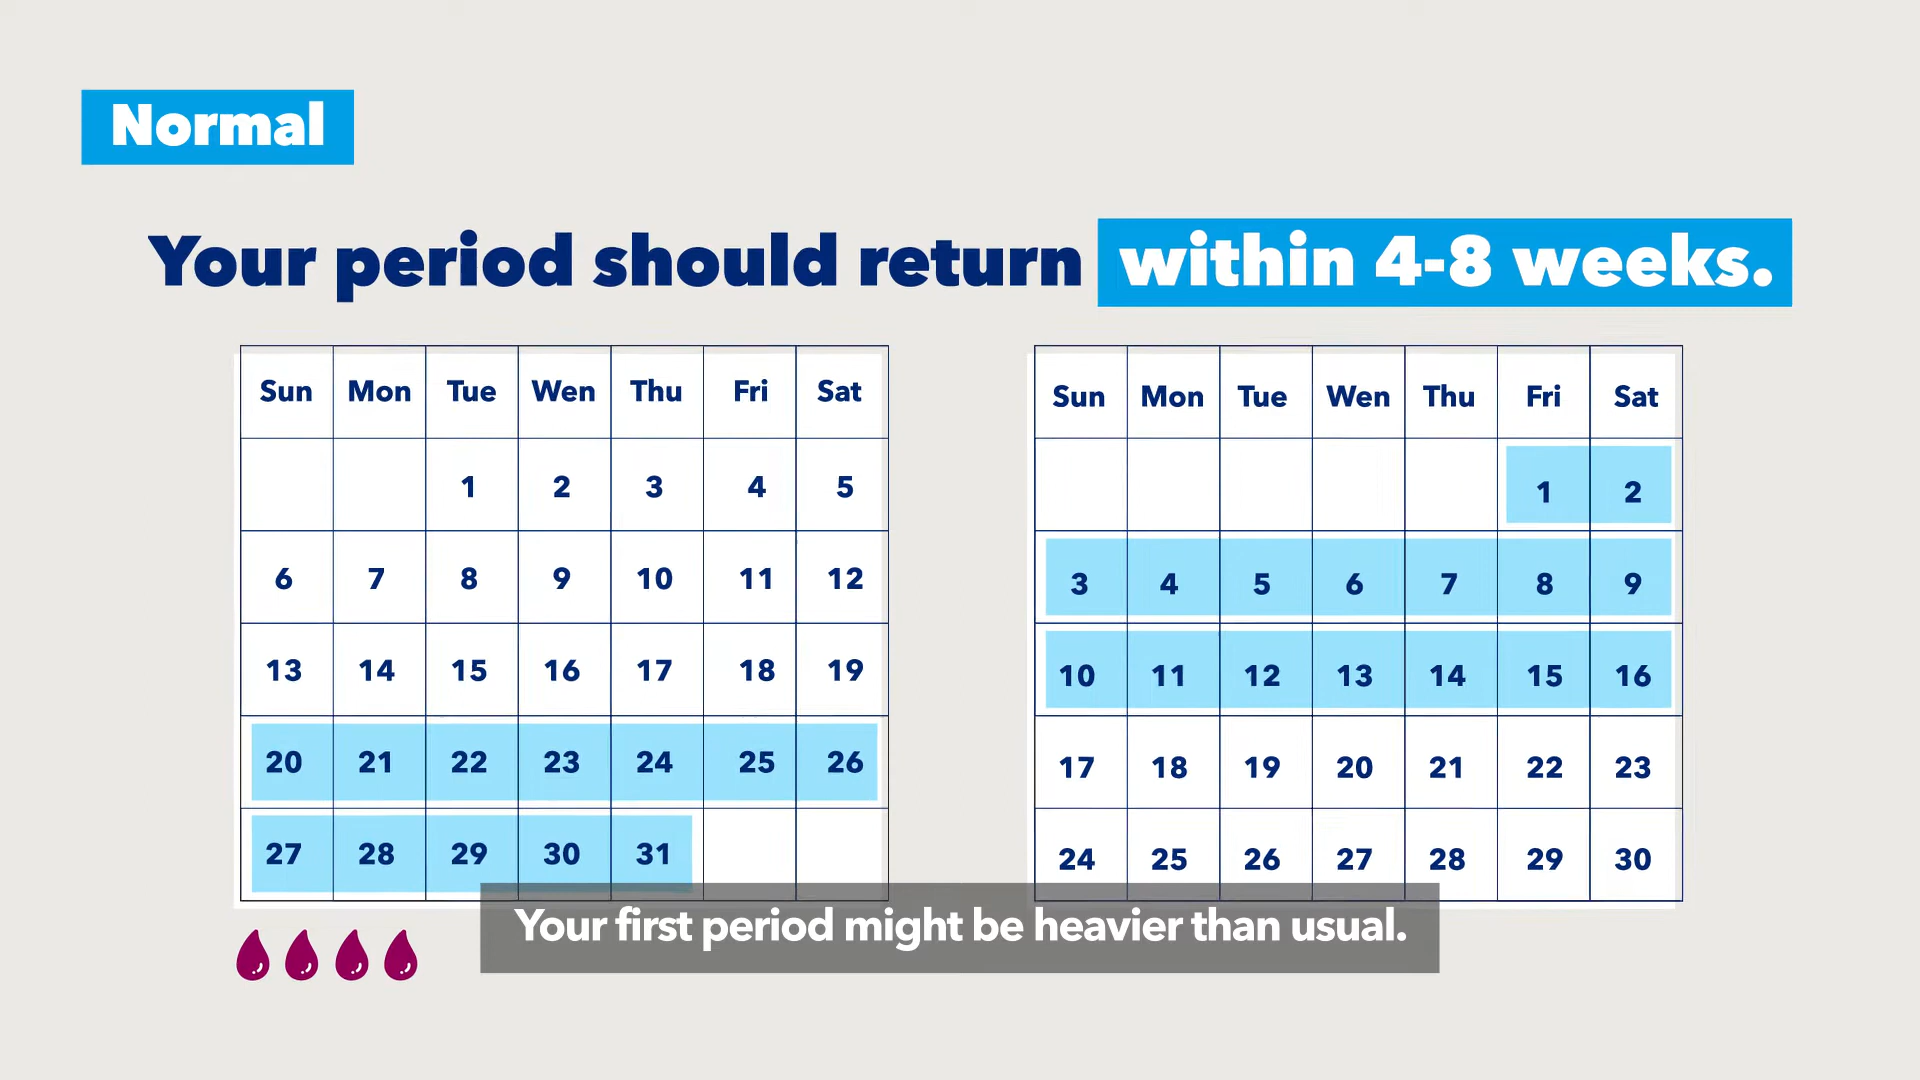 Normal
Your period should return within 4-8 weeks.
Sun Mon Tue Wen Thu Fri Sat
1 2 3 4 5
6 7 8 9 10 11 12
13 14 15 16 17 18 19
20 21 22 23 24 25 26
27 28 29 30 31
Sun Mon Tue Wen Thu Fri Sat
1 2
3 4 5 6 7 8 9
10 11 12 13 14 15 16
17 18 19 20 21 22 23
24 25 26 27 28 29 30
Your first period might be heavier than usual.